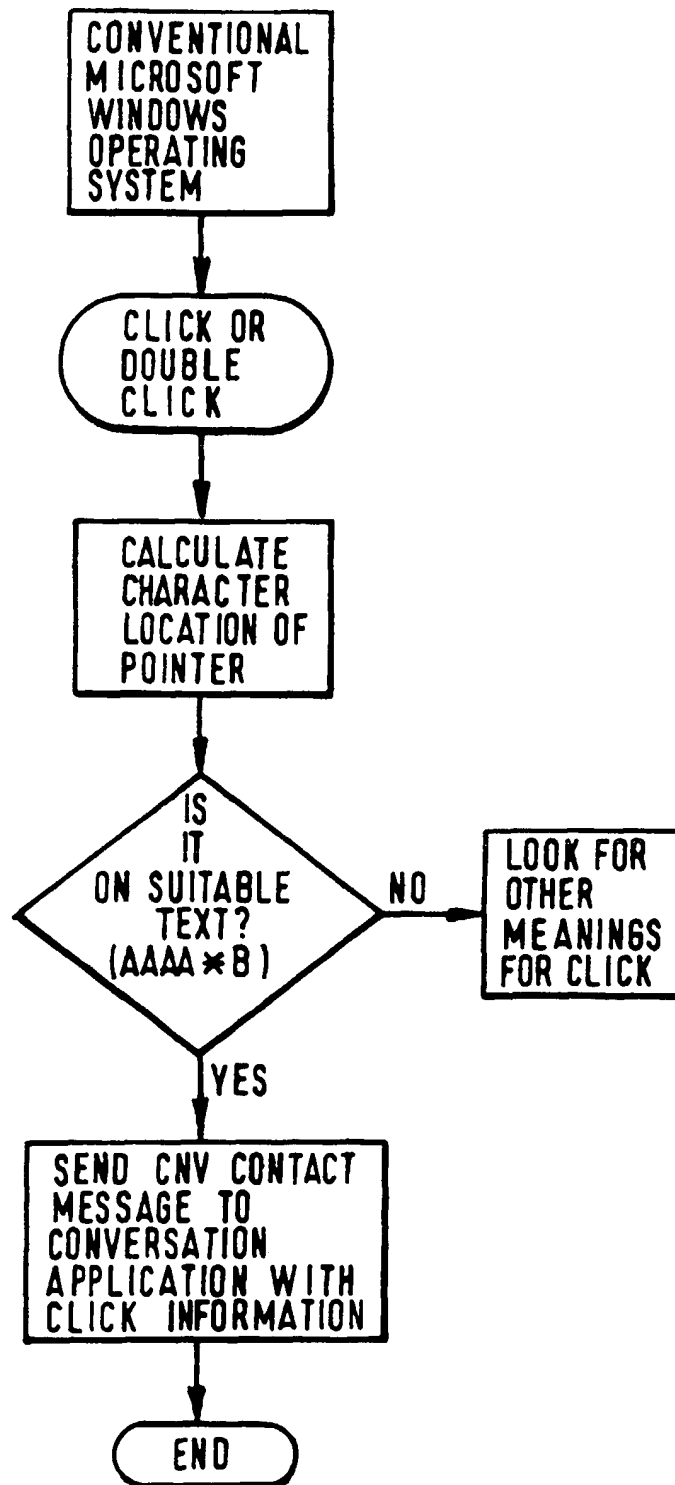 CONVENTIONAL
MICROSOFT
WINDOWS
OPERATING
SYSTEM
CLICK OR
DOUBLE
CLICK
CALCULATE
CHARACTER
LOCATION OF
POINTER
IS
IT
ON SUITABLE
TEXT?
(AAAA*B)
NO
LOOK FOR
OTHER
MEANINGS
FOR CLICK
YES
SEND CNV CONTACT
MESSAGE TO
CONVERSATION
APPLICATION WITH
CLICK INFORMATION
END